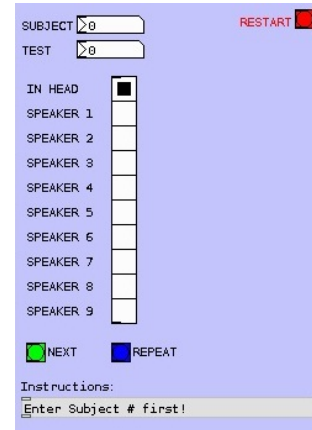 SUBJECT 0 RESTART
TEST 0
IN HEAD
SPEAKER 1
SPEAKER 2
SPEAKER 3
SPEAKER 4
SPEAKER 5
SPEAKER 6
SPEAKER 7
SPEAKER 8
SPEAKER 9
NEXT REPEAT
Instructions:
Enter Subject # first!